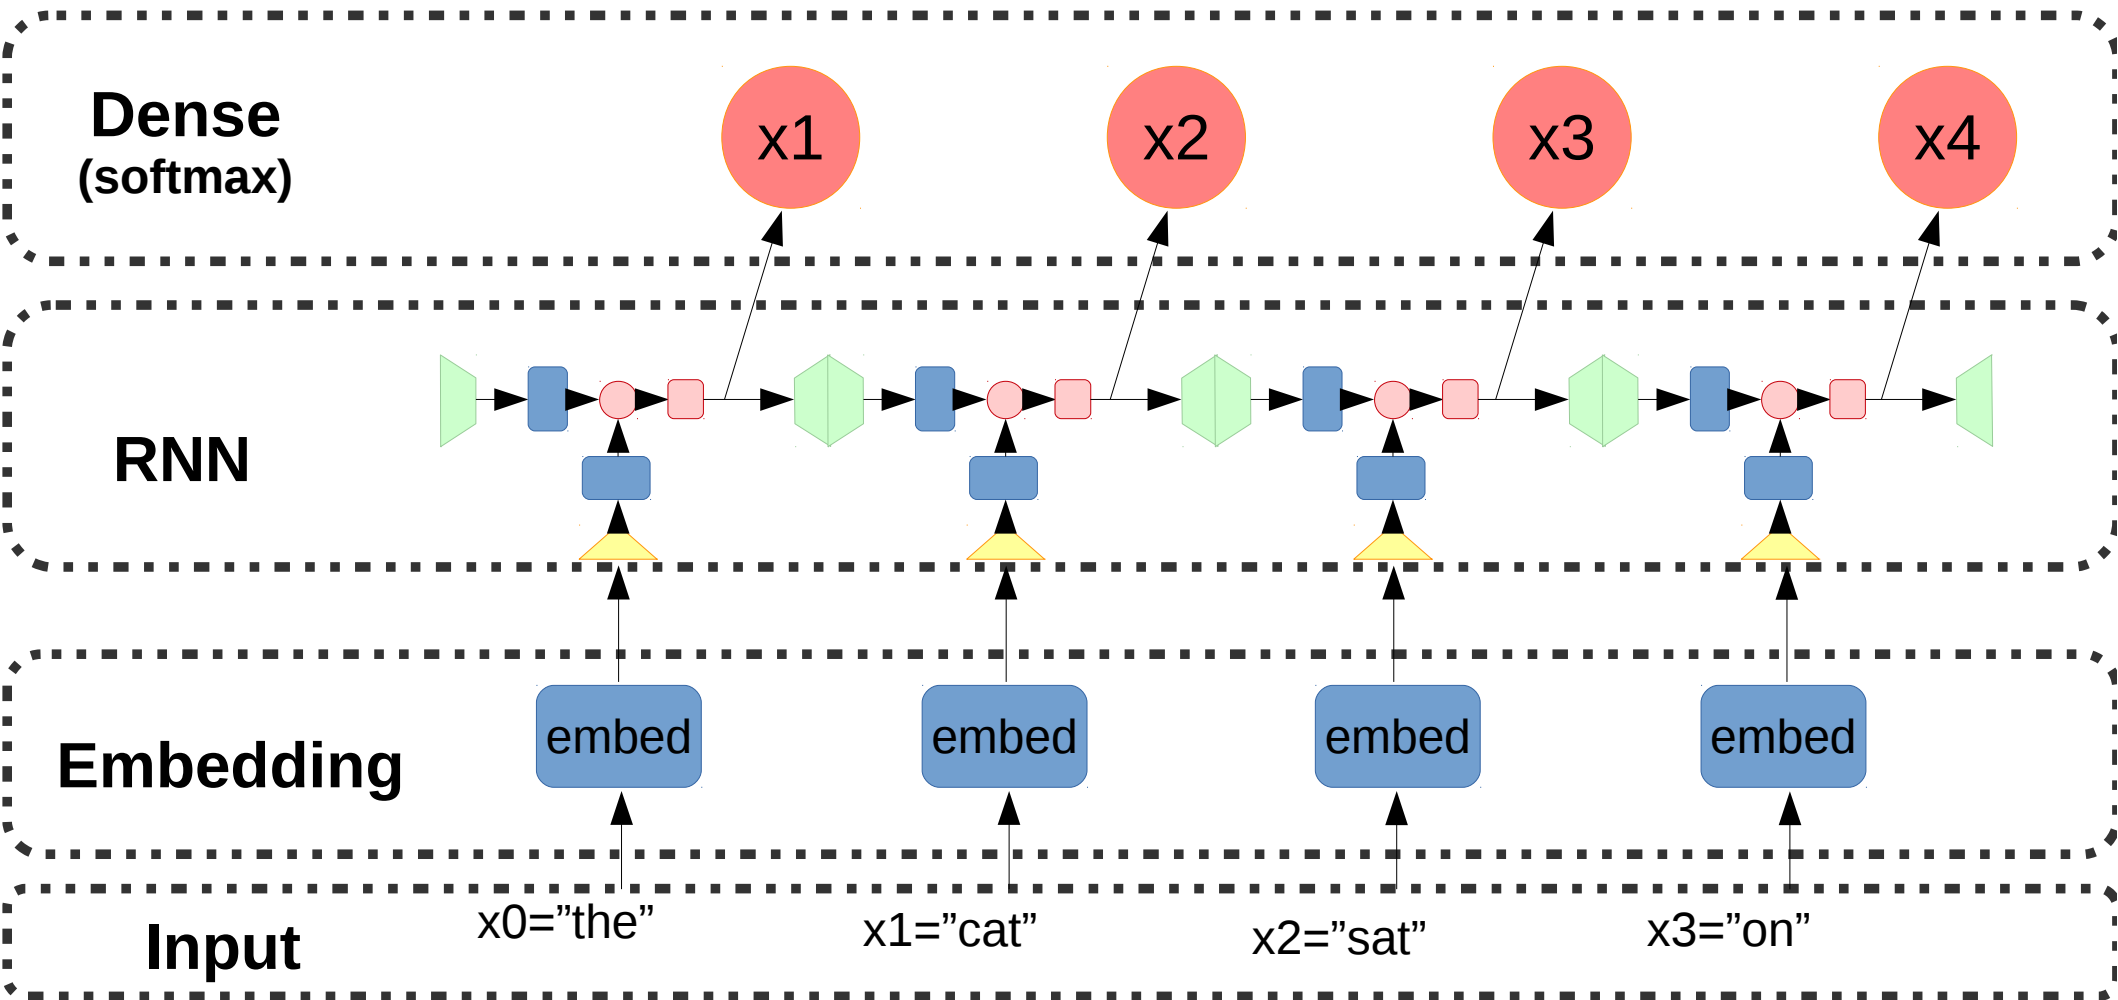 Dense
(softmax)
x1
x2
x3
x4
RNN
Embedding
embed
embed
embed
embed
Input
x0=”the”
x1=”cat”
x2=”sat”
x3=”on”